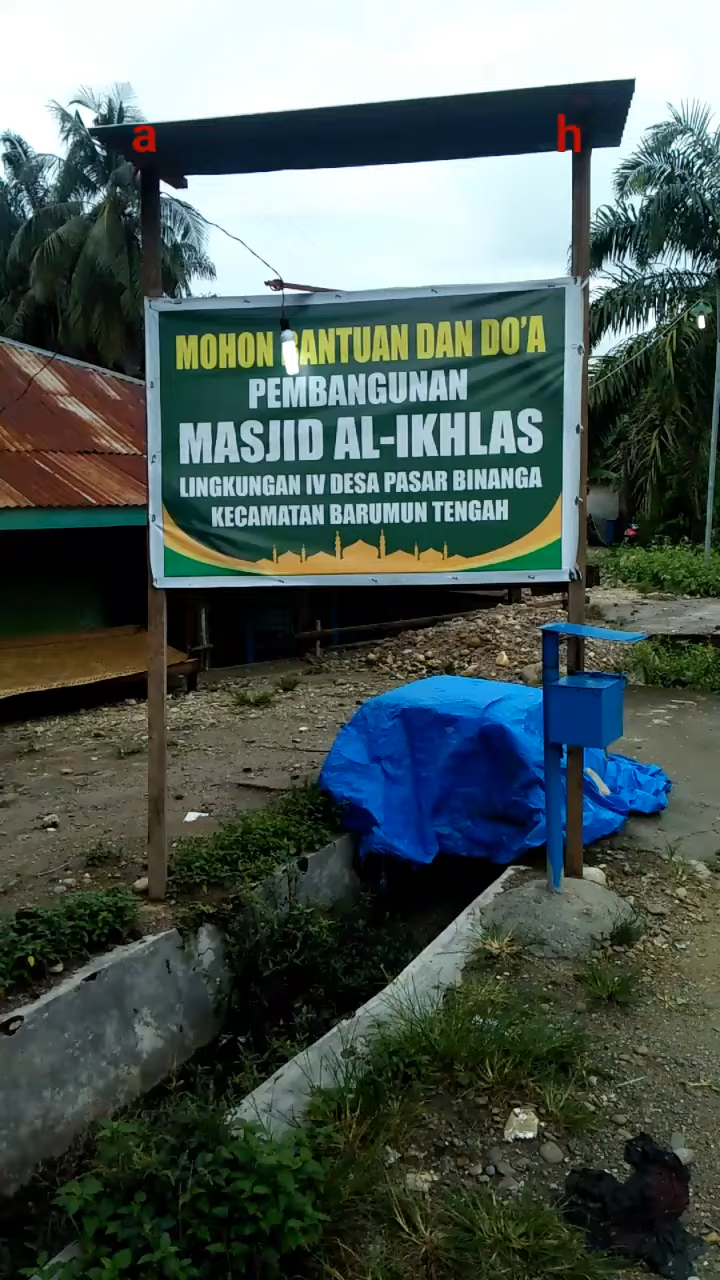 a h
MOHON BANTUAN DAN DO'A
PEMBANGUNAN
MASJID AL-IKHLAS
LINGKUNGAN IV DESA PASAR BINANGA
KECAMATAN BARUMUN TENGAH